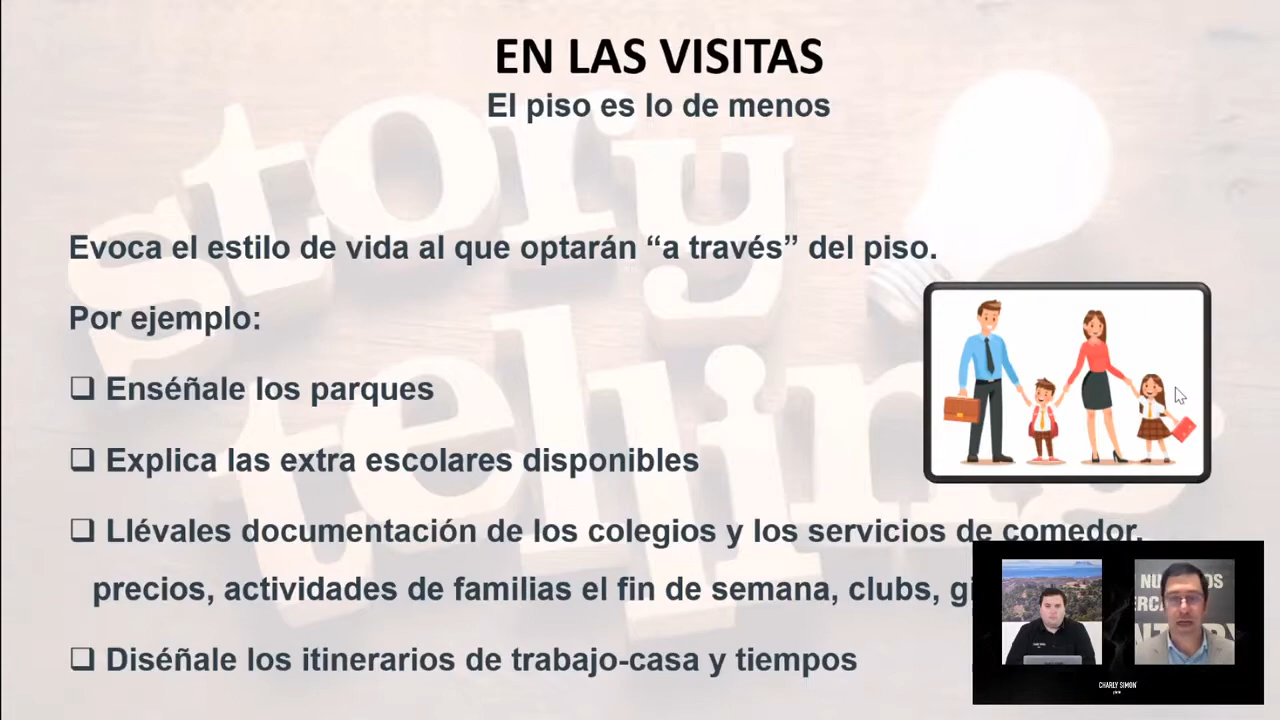 EN LAS VISITAS
El piso es lo de menos
story
telling
Evoca el estilo de vida al que optarán “a través” del piso.
Por ejemplo:
❑ Enséñale los parques
❑ Explica las extra escolares disponibles
❑ Llévales documentación de los colegios y los servicios de comedor,
precios, actividades de familias el fin de semana, clubs,
❑ Diséñale los itinerarios de trabajo-casa y tiempos
CHARLY SIMON